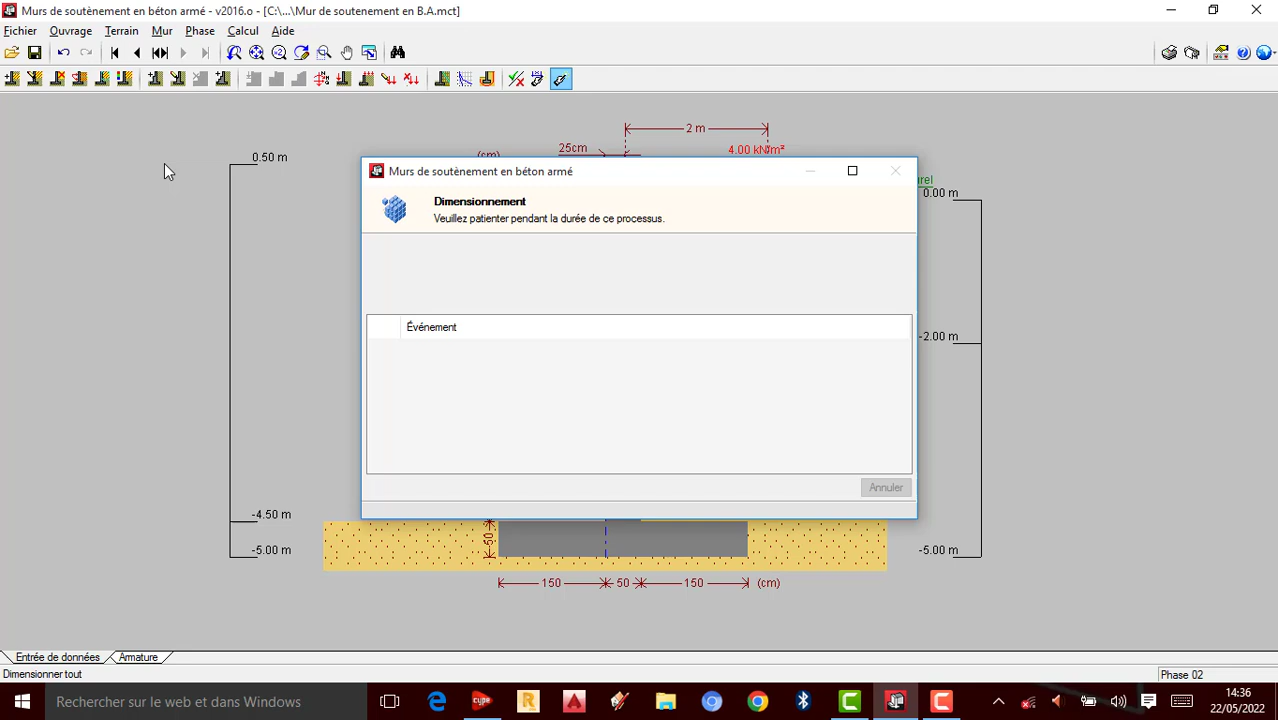 Murs de soutènement en béton armé - v2016.o - [C:\...\Mur de soutenement en B.A.mct]
Fichier Ouvrage Terrain Mur Phase Calcul Aide
2 m
25cm
4.00 kN/m²
0.50 m
(cm)
0.00 m
Murs de soutènement en béton armé
Dimensionnement
Veuillez patienter pendant la durée de ce processus.
Événement
-2.00 m
Annuler
-4.50 m
50
-5.00 m
-5.00 m
150 50 150 (cm)
Entrée de données Armature
Dimensionner tout
Phase 02
Rechercher sur le web et dans Windows
14:36
22/05/2022